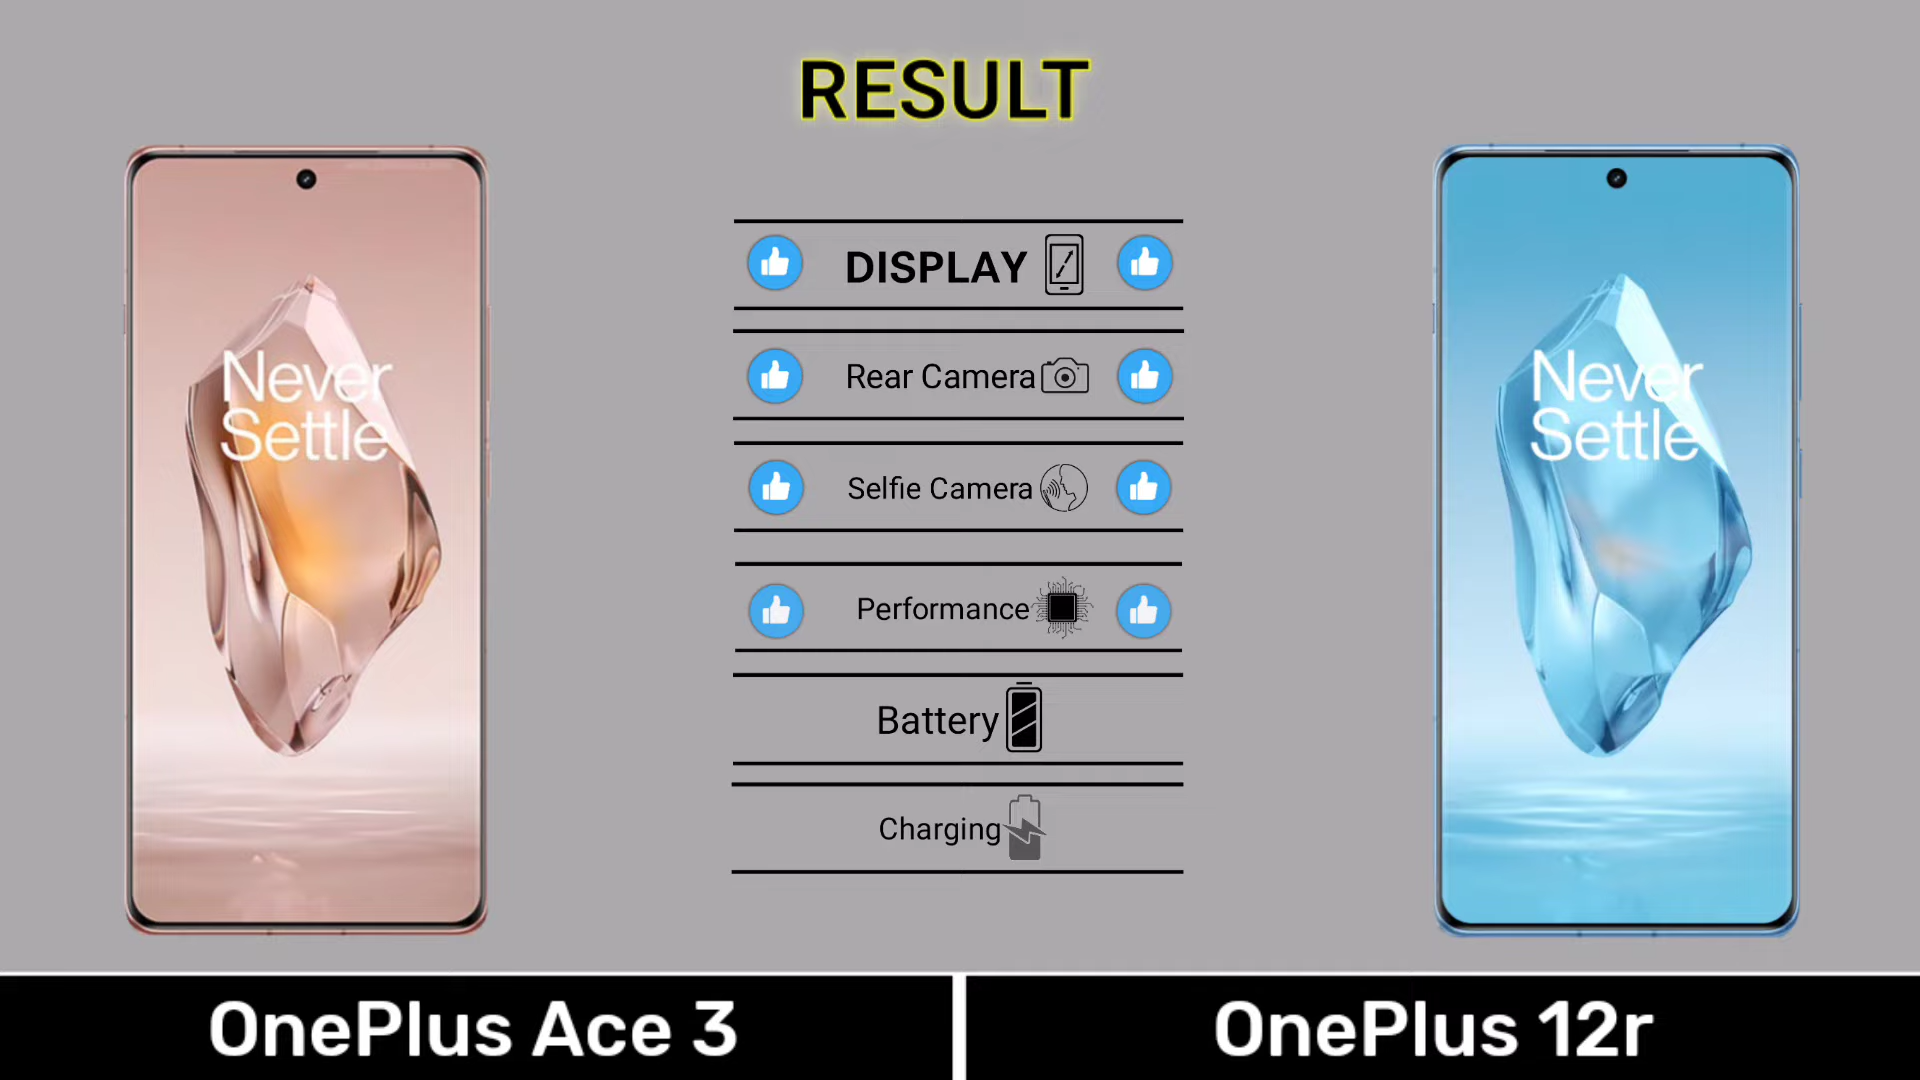 RESULT
Never
Settle
DISPLAY
Rear Camera
Selfie Camera
Performance
Battery
Charging
Never
Settle
OnePlus Ace 3
OnePlus 12r